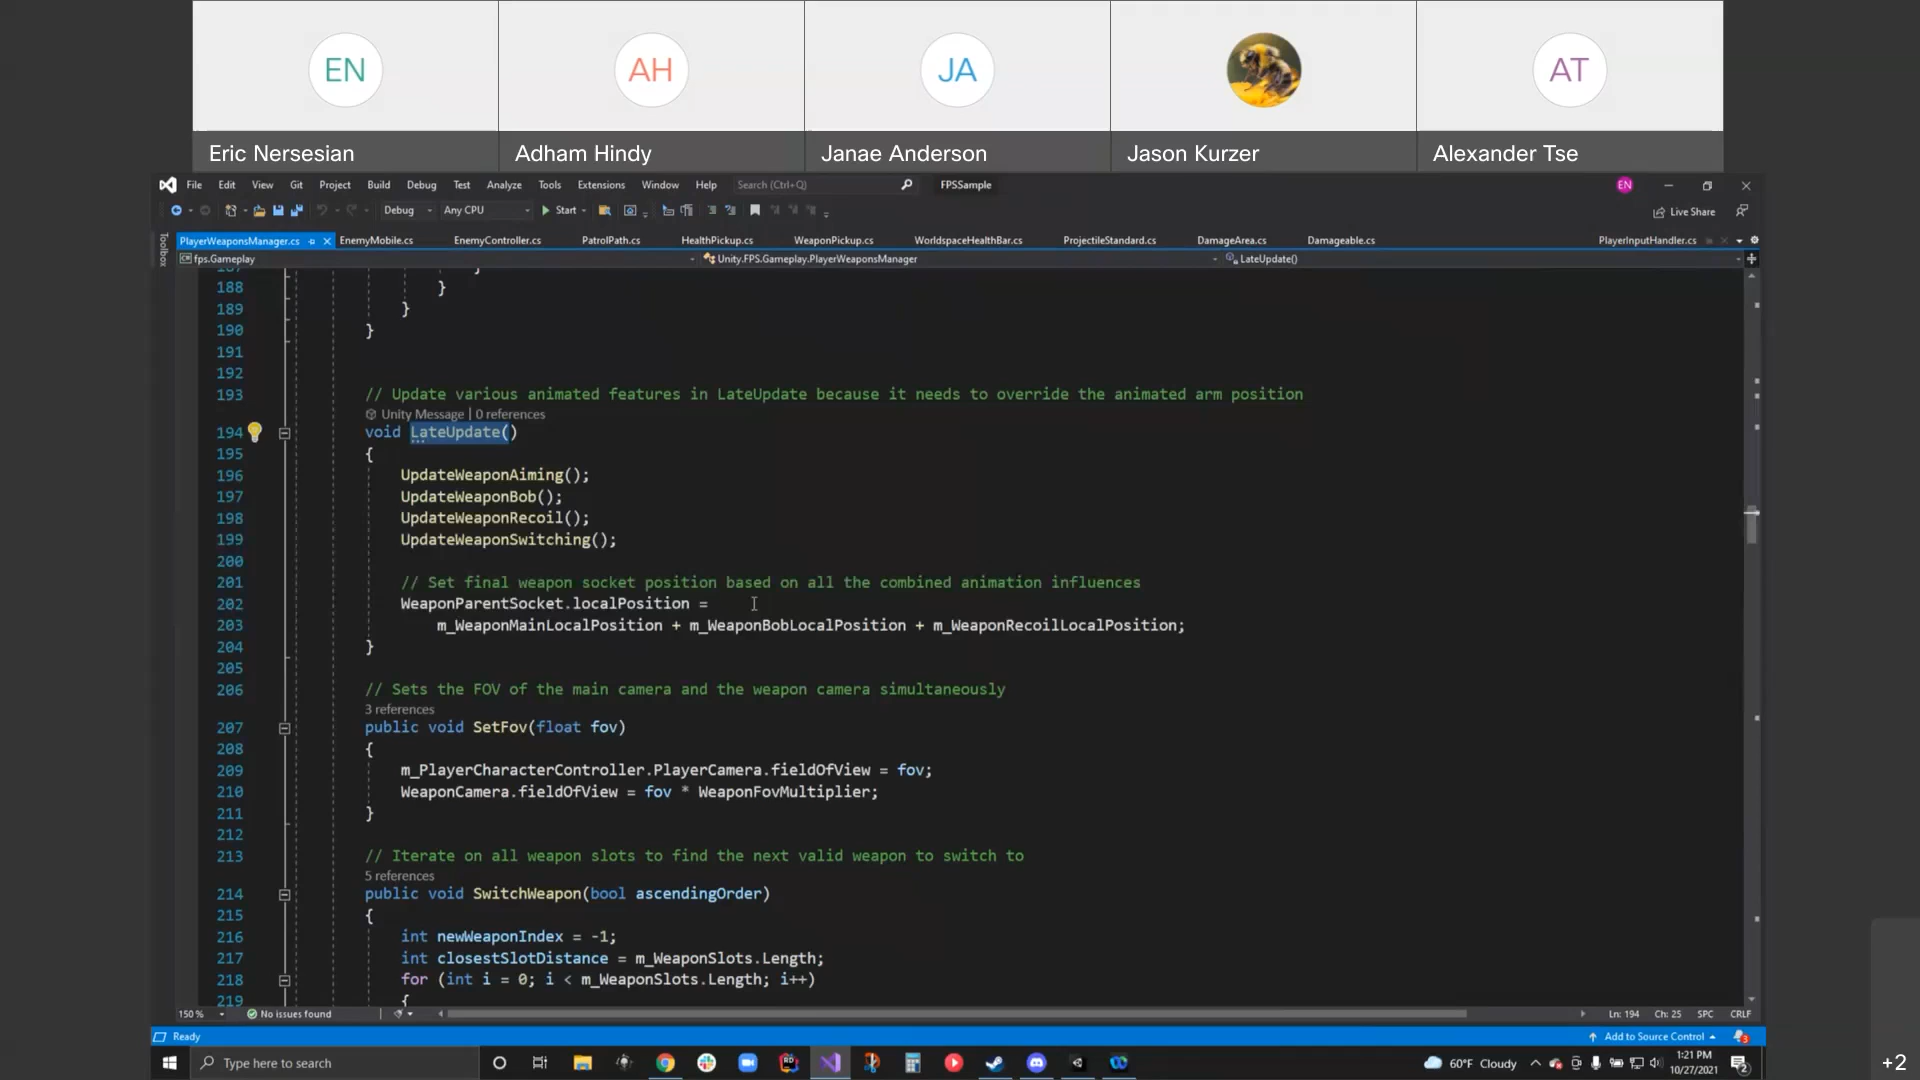 EN
AH
JA
AT
Eric Nersesian
Adham Hindy
Janae Anderson
Jason Kurzer
Alexander Tse
File Edit View Git Project Build Debug Test Analyze Tools Extensions Window Help Search (Ctrl+Q) FPSSample EN
Debug Any CPU Start Live Share
Toolbox
PlayerWeaponsManager.cs EnemyMobile.cs EnemyController.cs PatrolPath.cs HealthPickup.cs WeaponPickup.cs WorldspaceHealthBar.cs ProjectileStandard.cs DamageArea.cs Damageable.cs PlayerInputHandler.cs
fps.Gameplay Unity.FPS.Gameplay.PlayerWeaponsManager LateUpdate()
187 }
188 }
189 }
190 }
191
192
193 // Update various animated features in LateUpdate because it needs to override the animated arm position
Unity Message | 0 references
194 void LateUpdate()
195 {
196 UpdateWeaponAiming();
197 UpdateWeaponBob();
198 UpdateWeaponRecoil();
199 UpdateWeaponSwitching();
200
201 // Set final weapon socket position based on all the combined animation influences
202 WeaponParentSocket.localPosition =
203 m_WeaponMainLocalPosition + m_WeaponBobLocalPosition + m_WeaponRecoilLocalPosition;
204 }
205
206 // Sets the FOV of the main camera and the weapon camera simultaneously
3 references
207 public void SetFov(float fov)
208 {
209 m_PlayerCharacterController.PlayerCamera.fieldOfView = fov;
210 WeaponCamera.fieldOfView = fov * WeaponFovMultiplier;
211 }
212
213 // Iterate on all weapon slots to find the next valid weapon to switch to
5 references
214 public void SwitchWeapon(bool ascendingOrder)
215 {
216 int newWeaponIndex = -1;
217 int closestSlotDistance = m_WeaponSlots.Length;
218 for (int i = 0; i < m_WeaponSlots.Length; i++)
219 {
150 % No issues found Ln: 194 Ch: 25 SPC CRLF
Ready Add to Source Control 3
Type here to search 60°F Cloudy 1:21 PM
10/27/2021 2
+2